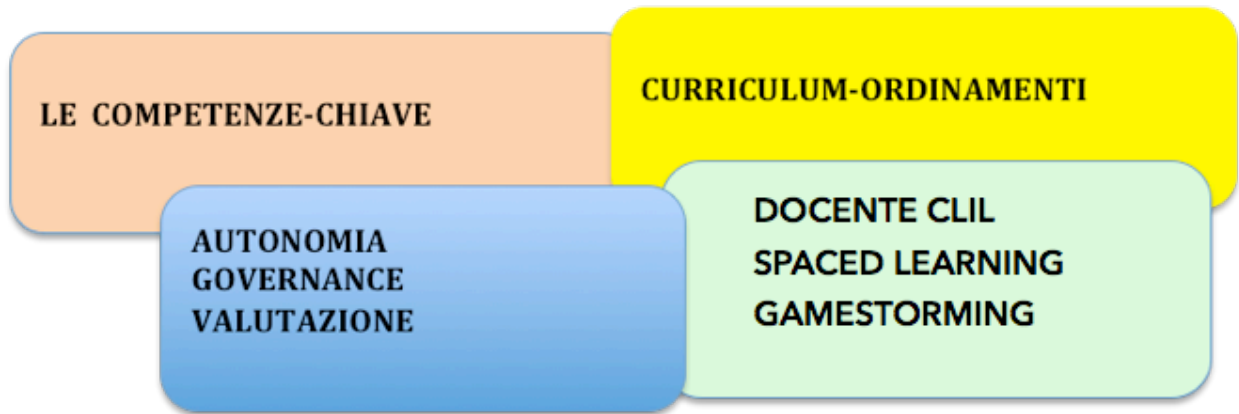 LE COMPETENZE-CHIAVE
CURRICULUM-ORDINAMENTI
AUTONOMIA
GOVERNANCE
VALUTAZIONE
DOCENTE CLIL
SPACED LEARNING
GAMESTORMING